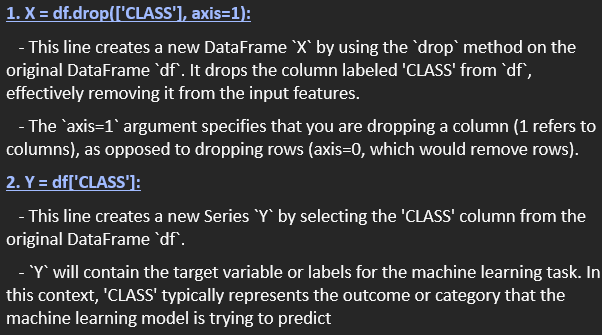 1. X = df.drop(['CLASS'], axis=1):
- This line creates a new DataFrame `X` by using the `drop` method on the
original DataFrame `df`. It drops the column labeled 'CLASS' from `df`,
effectively removing it from the input features.
- The `axis=1` argument specifies that you are dropping a column (1 refers to
columns), as opposed to dropping rows (axis=0, which would remove rows).
2. Y = df['CLASS']:
- This line creates a new Series `Y` by selecting the 'CLASS' column from the
original DataFrame `df`.
- `Y` will contain the target variable or labels for the machine learning task. In
this context, 'CLASS' typically represents the outcome or category that the
machine learning model is trying to predict